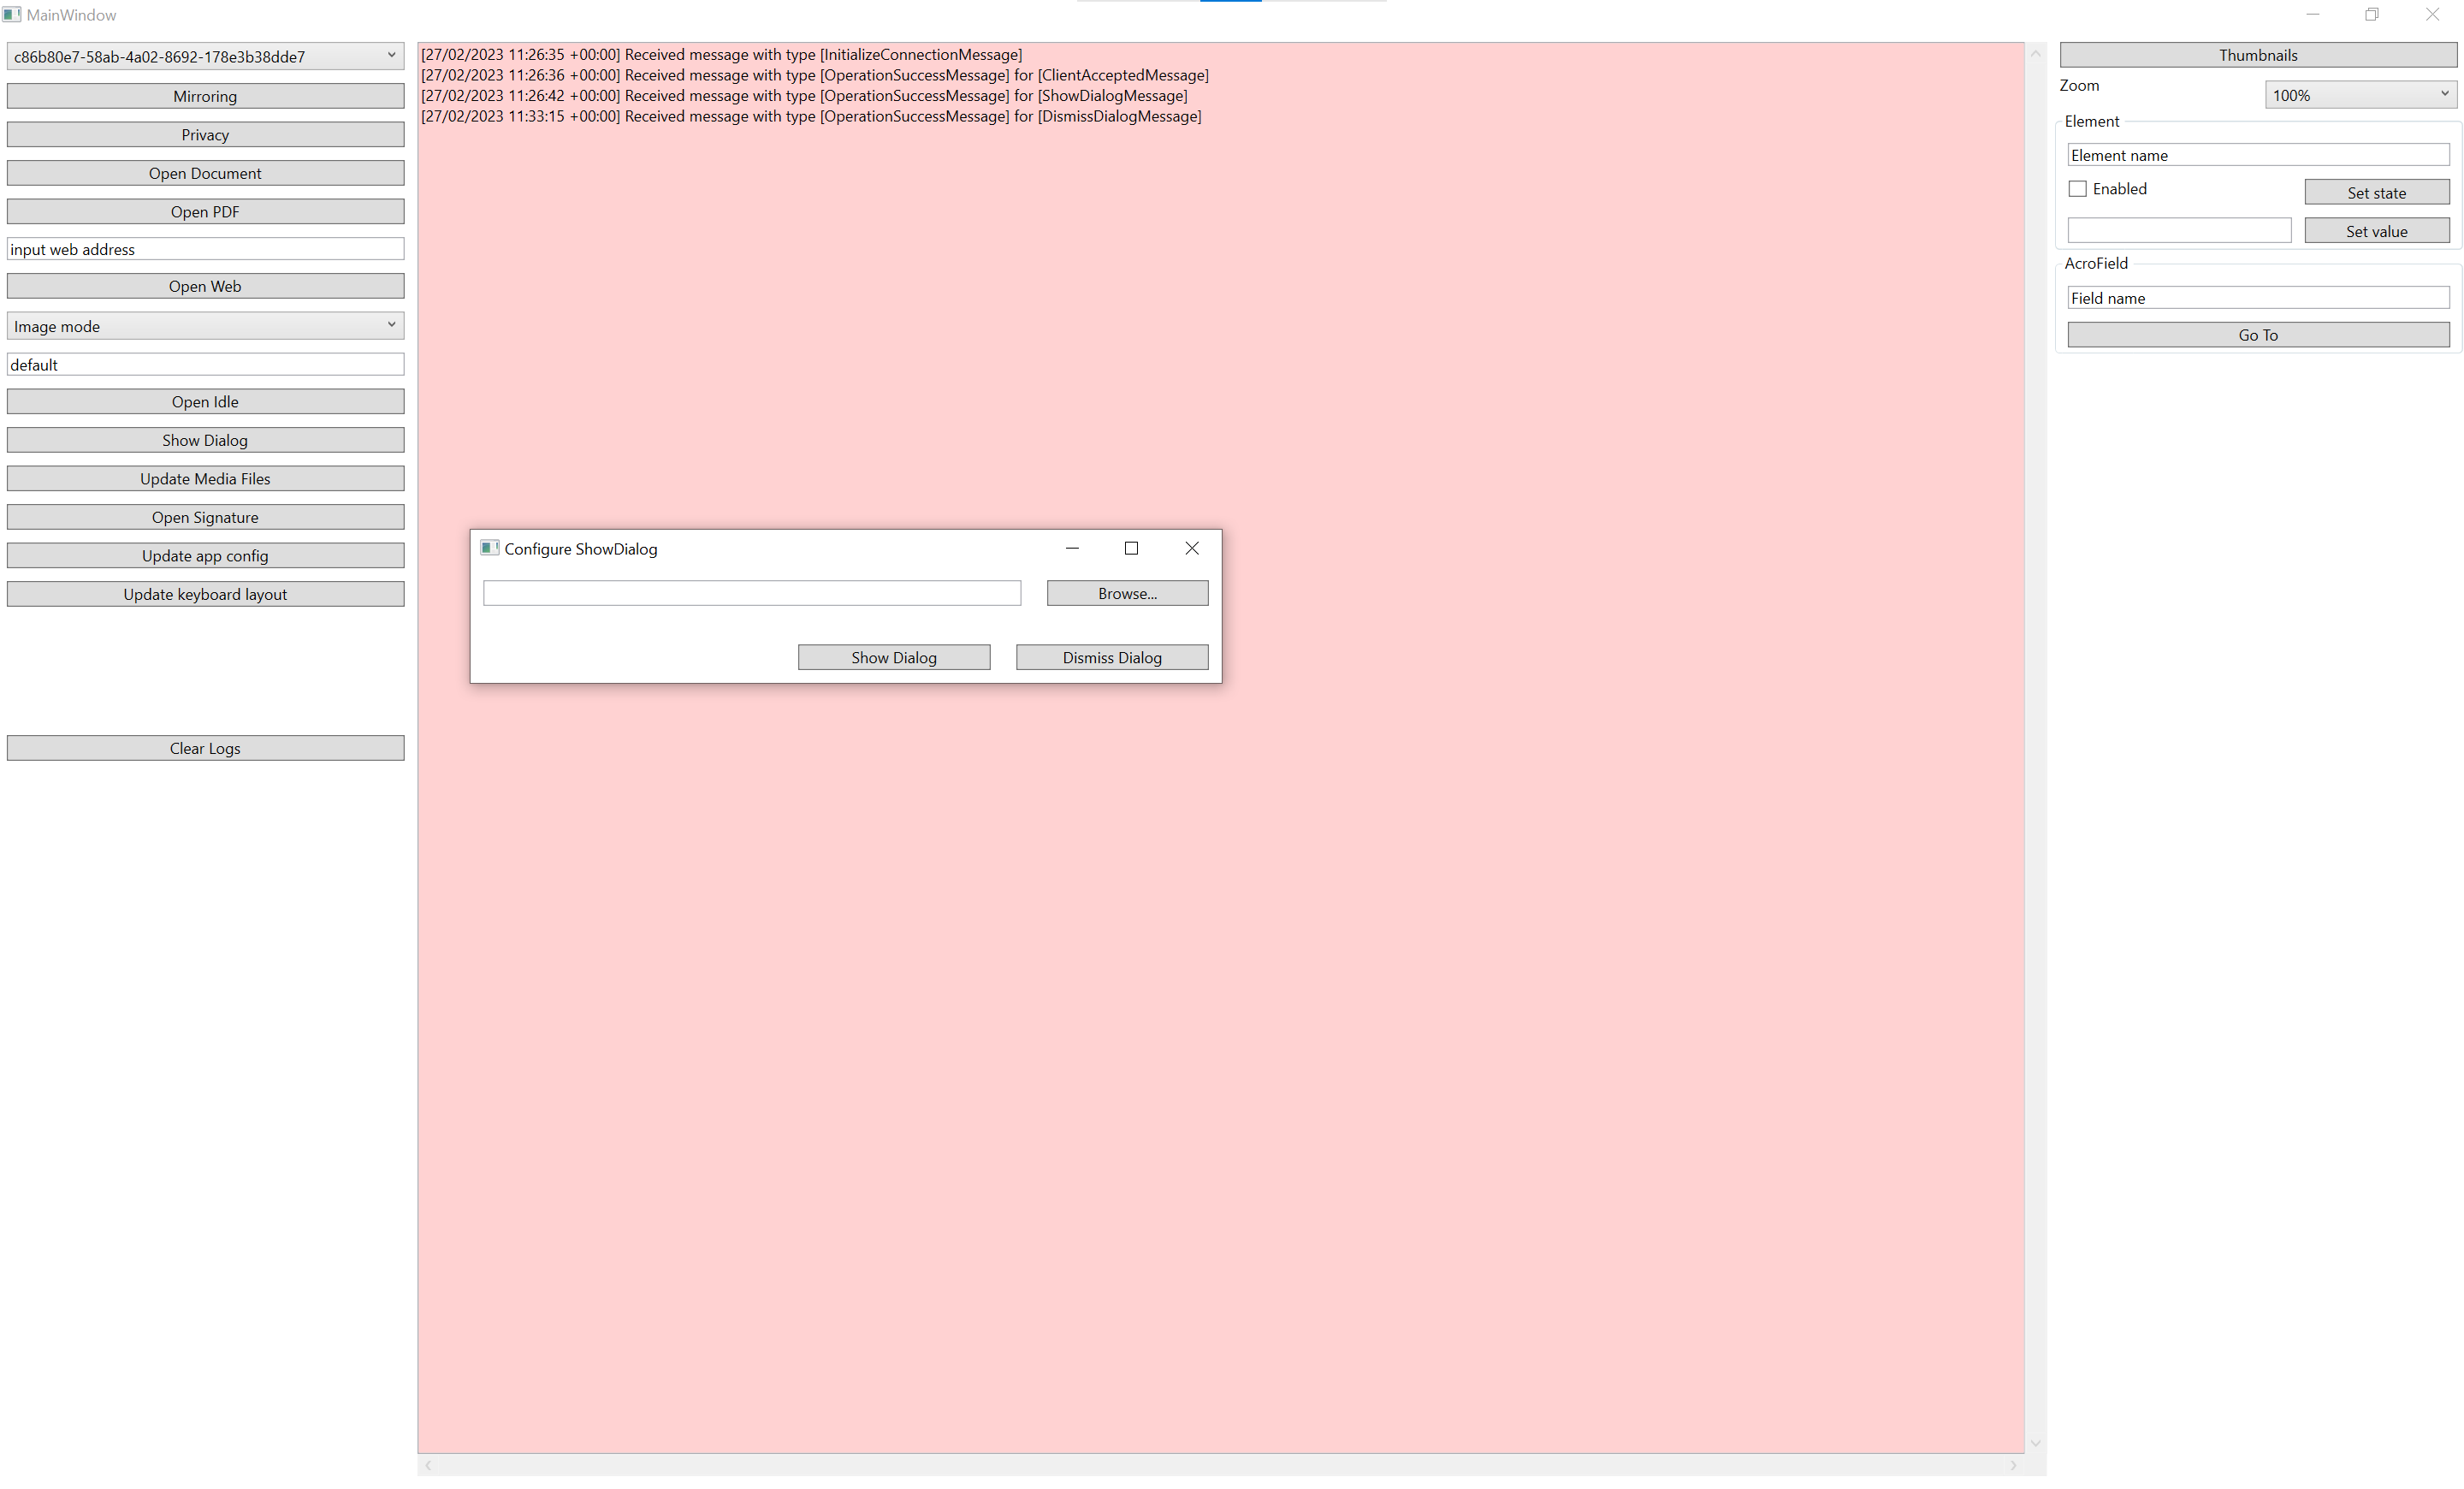 MainWindow
c86b80e7-58ab-4a02-8692-178e3b38dde7
Mirroring
Privacy
Open Document
Open PDF
input web address
Open Web
Image mode
default
Open Idle
Show Dialog
Update Media Files
Open Signature
Update app config
Update keyboard layout
Clear Logs
[27/02/2023 11:26:35 +00:00] Received message with type [InitializeConnectionMessage]
[27/02/2023 11:26:36 +00:00] Received message with type [OperationSuccessMessage] for [ClientAcceptedMessage]
[27/02/2023 11:26:42 +00:00] Received message with type [OperationSuccessMessage] for [ShowDialogMessage]
[27/02/2023 11:33:15 +00:00] Received message with type [OperationSuccessMessage] for [DismissDialogMessage]
Configure ShowDialog
Browse...
Show Dialog
Dismiss Dialog
Thumbnails
Zoom
100%
Element
Element name
Enabled
Set state
Set value
AcroField
Field name
Go To